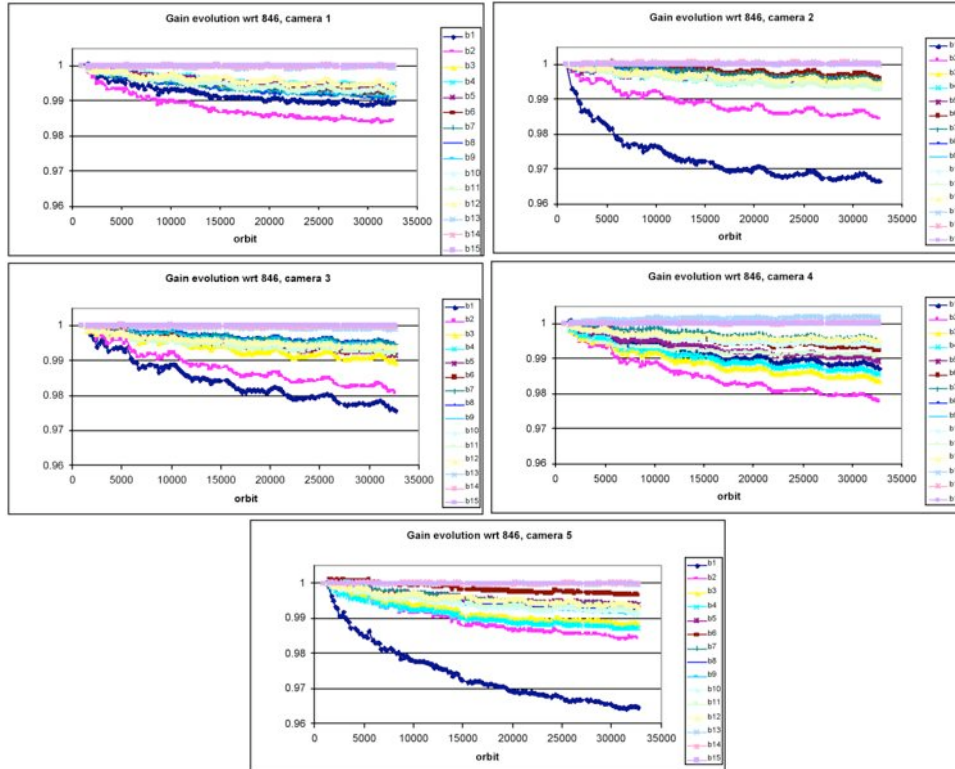 Gain evolution wrt 846, camera 1
1
0.99
0.98
0.97
0.96
0 5000 10000 15000 20000 25000 30000 35000
orbit
b1
b2
b3
b4
b5
b6
b7
b8
b9
b10
b11
b12
b13
b14
b15
Gain evolution wrt 846, camera 2
1
0.99
0.98
0.97
0.96
0 5000 10000 15000 20000 25000 30000 35000
orbit
Gain evolution wrt 846, camera 3
1
0.99
0.98
0.97
0.96
0 5000 10000 15000 20000 25000 30000 35000
orbit
b1
b2
b3
b4
b5
b6
b7
b8
b9
b10
b11
b12
b13
b14
b15
Gain evolution wrt 846, camera 4
1
0.99
0.98
0.97
0.96
0 5000 10000 15000 20000 25000 30000 35000
orbit
Gain evolution wrt 846, camera 5
1
0.99
0.98
0.97
0.96
0 5000 10000 15000 20000 25000 30000 35000
orbit
b1
b2
b3
b4
b5
b6
b7
b8
b9
b10
b11
b12
b13
b14
b15